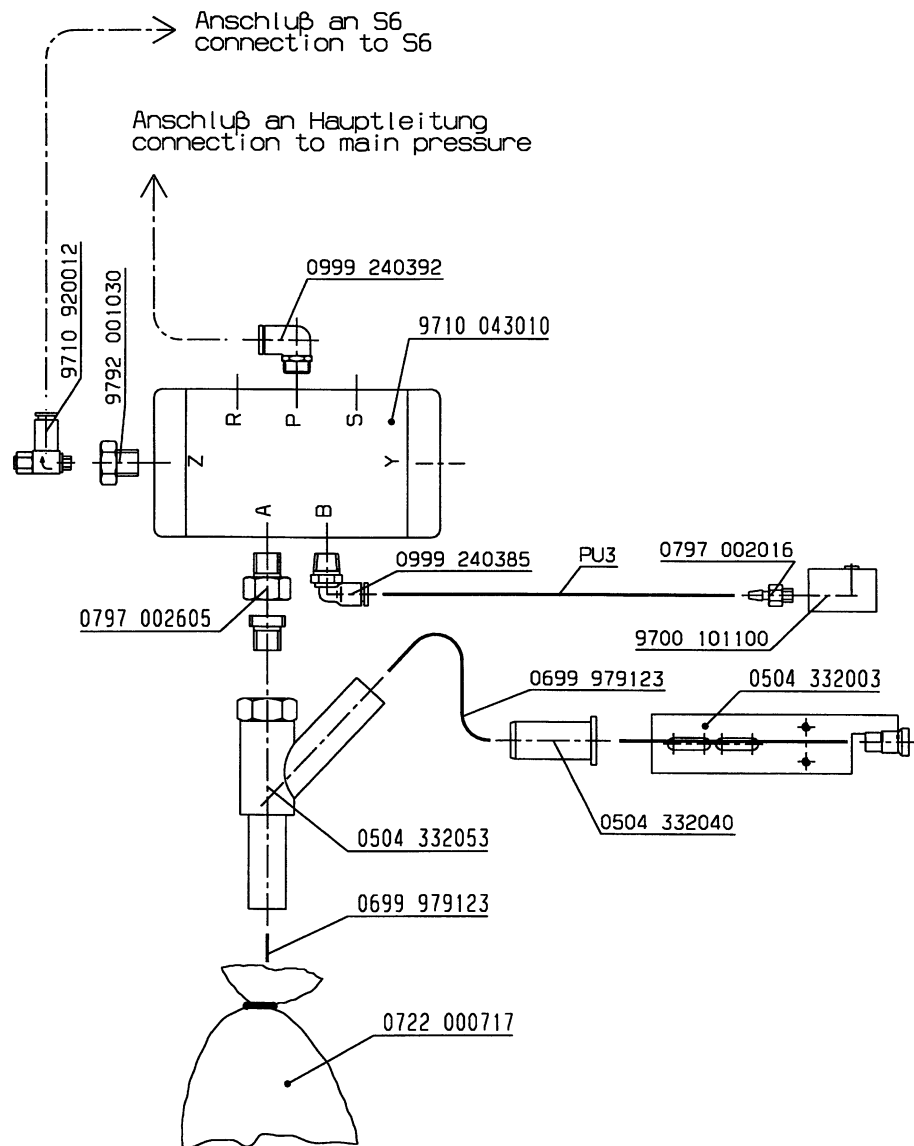 Anschluß an S6
connection to S6
Anschluß an Hauptleitung
connection to main pressure
9710 920012
9792 001030
0999 240392
9710 043010
R
P
S
Z
Y
A
B
0999 240385
PU3
0797 002016
0797 002605
9700 101100
0699 979123
0504 332003
0504 332040
0504 332053
0699 979123
0722 000717